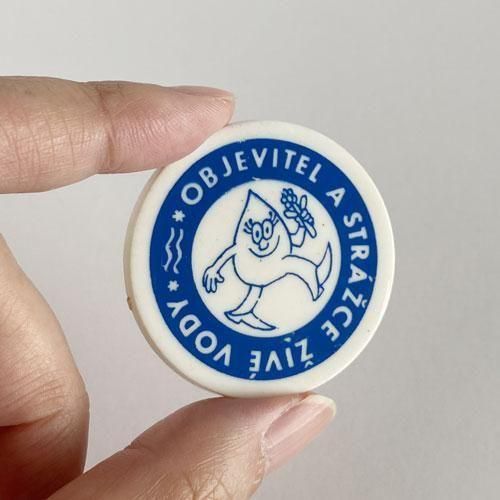 OBJEVITEL A STRÁŽCE ŽIVÉ VODY